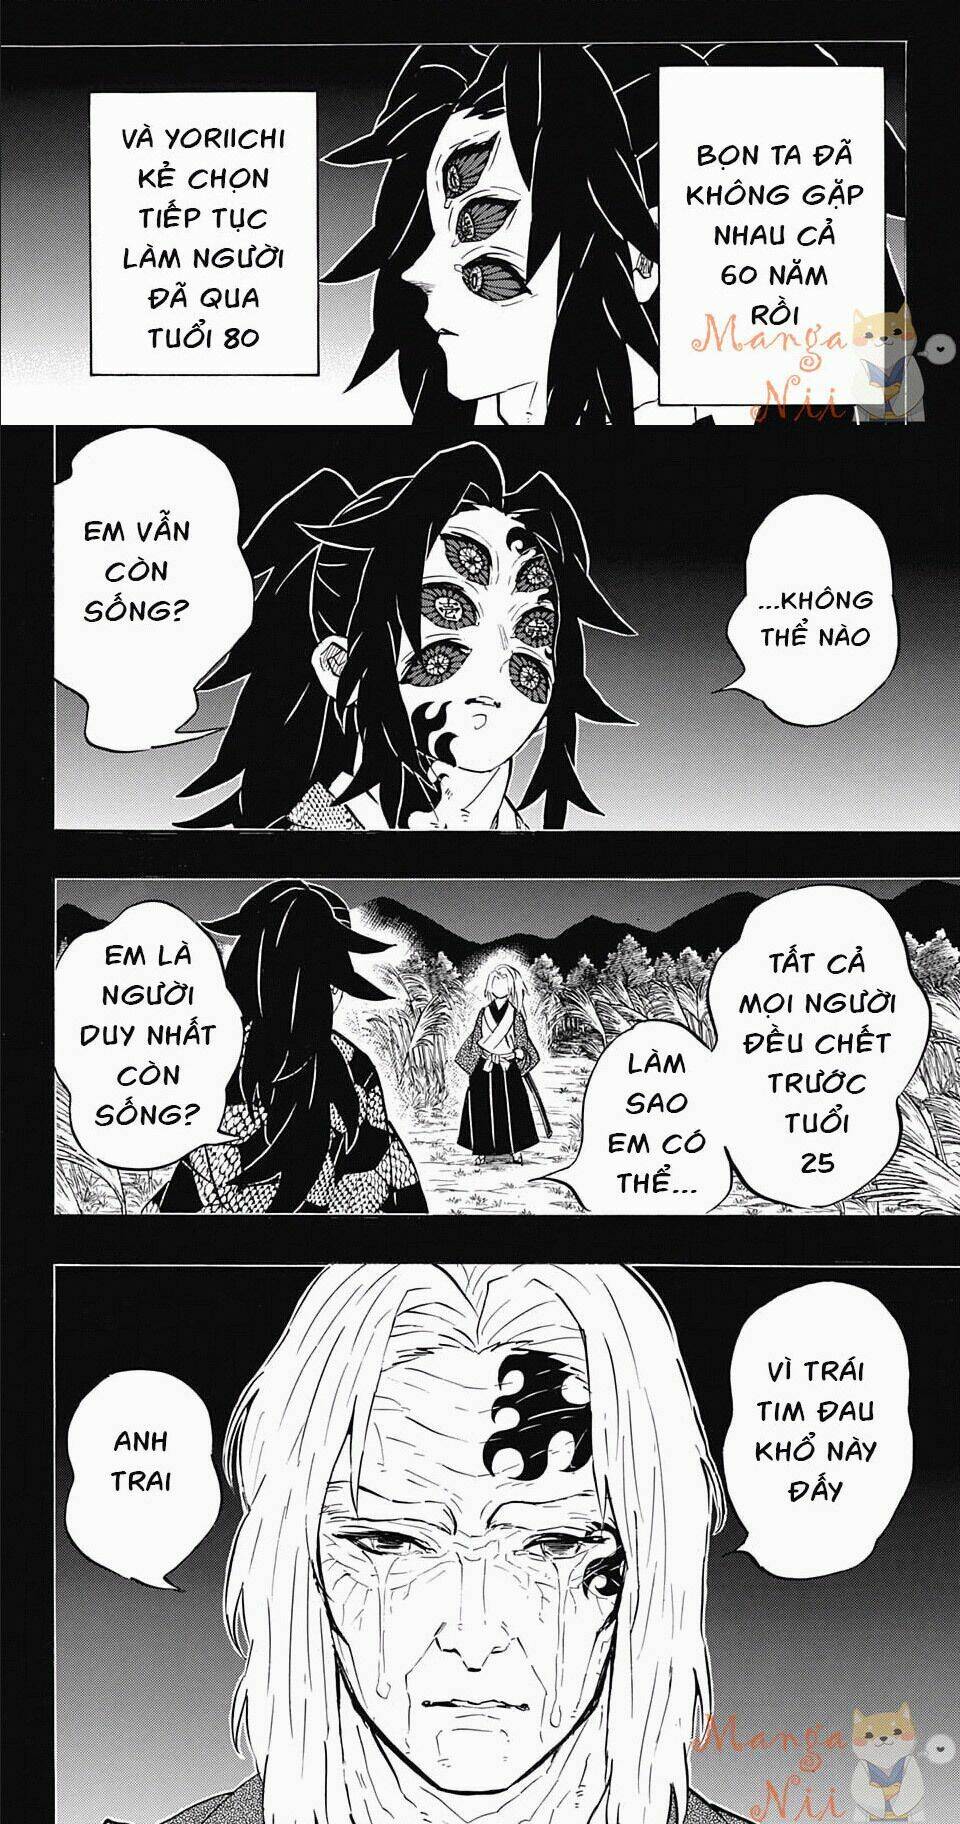 BỌN TA ĐÃ
KHÔNG GẶP
NHAU CẢ
60 NĂM
RỒI
VÀ YORIICHI
KẺ CHỌN
TIẾP TỤC
LÀM NGƯỜI
ĐÃ QUA
TUỔI 80
Manga
Nii
...KHÔNG
THỂ NÀO
EM VẪN
CÒN
SỐNG?
TẤT CẢ
MỌI NGƯỜI
ĐỀU CHẾT
TRƯỚC
TUỔI
25
LÀM
SAO
EM CÓ
THỂ...
EM LÀ
NGƯỜI
DUY NHẤT
CÒN
SỐNG?
VÌ TRÁI
TIM ĐAU
KHỔ NÀY
ĐẤY
ANH
TRAI
Manga
Nii